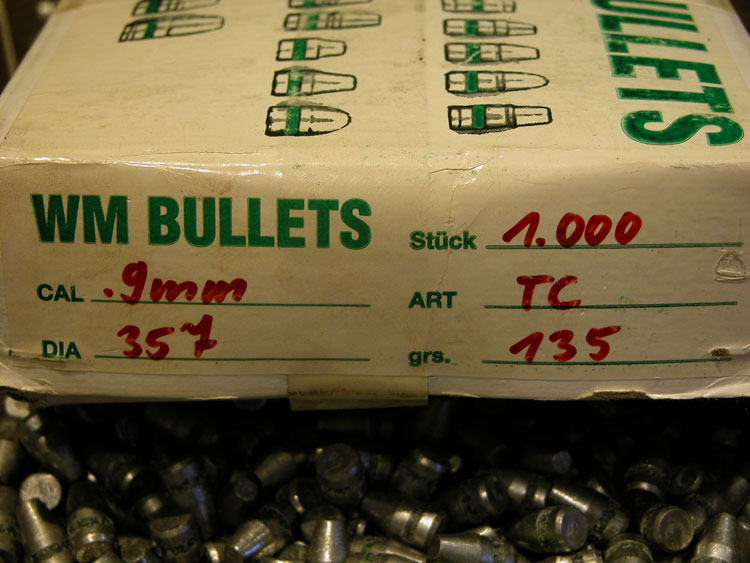 BULLETS
WM BULLETS
Stück 1.000
CAL .9mm
ART TC
DIA 357
grs. 135